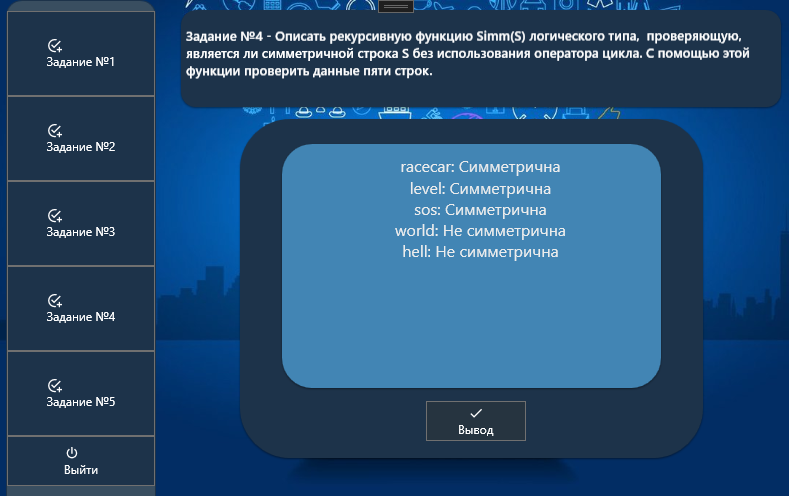 Задание №1
Задание №2
Задание №3
Задание №4
Задание №5
Выйти
Задание №4 - Описать рекурсивную функцию Simm(S) логического типа, проверяющую,
является ли симметричной строка S без использования оператора цикла. С помощью этой
функции проверить данные пяти строк.
racecar: Симметрична
level: Симметрична
sos: Симметрична
world: Не симметрична
hell: Не симметрична
Вывод